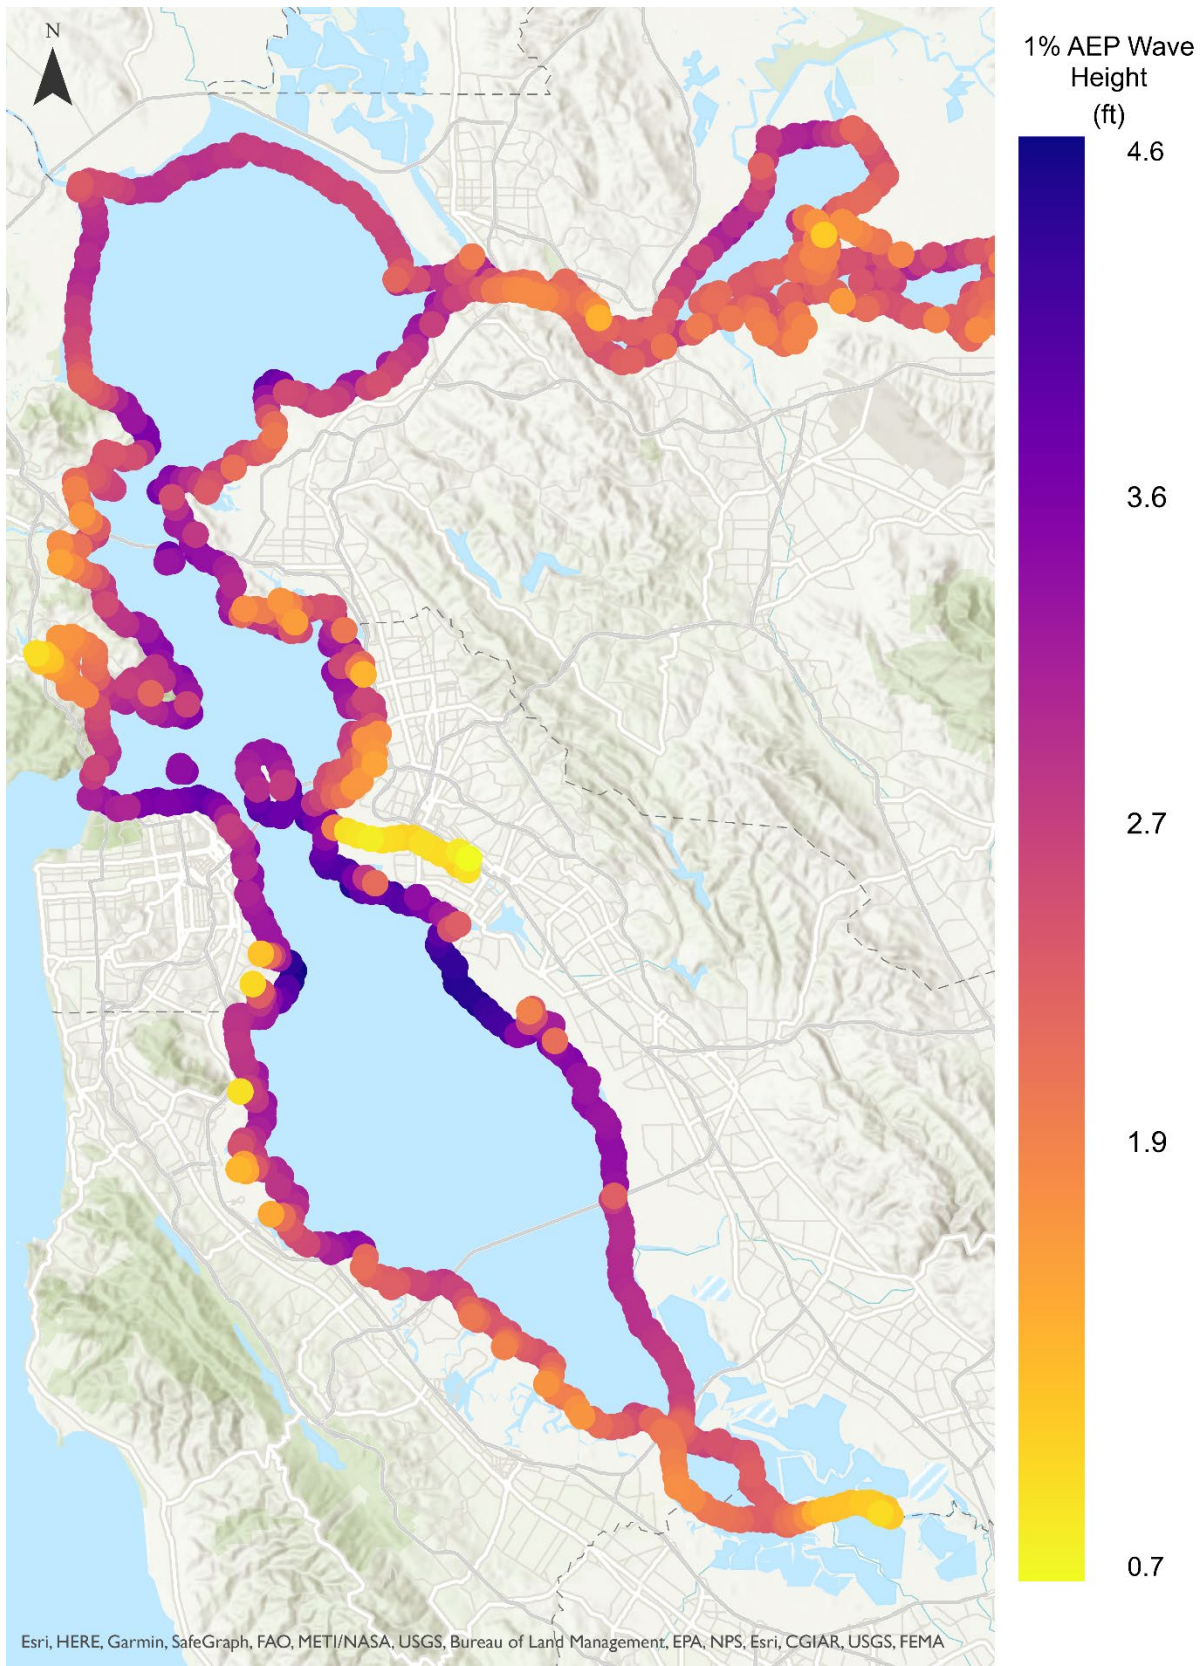 N
1% AEP Wave
Height
(ft)
4.6
3.6
2.7
1.9
0.7
Esri, HERE, Garmin, SafeGraph, FAO, METI/NASA, USGS, Bureau of Land Management, EPA, NPS, Esri, CGIAR, USGS, FEMA